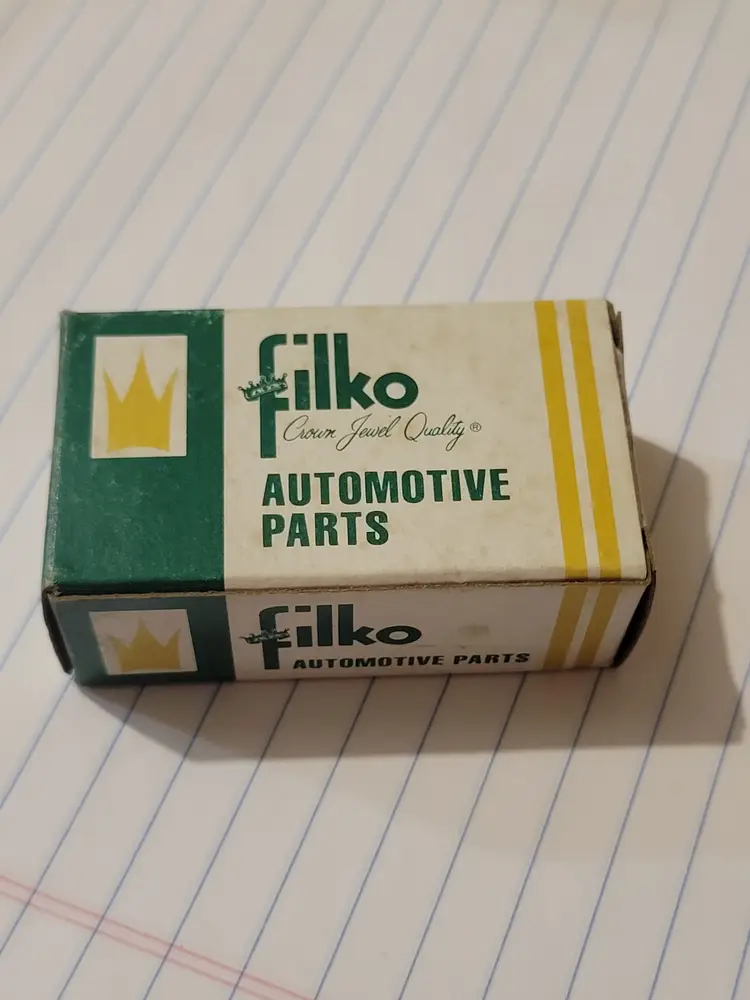 filko
Crown Jewel Quality®
AUTOMOTIVE
PARTS
filko
AUTOMOTIVE PARTS